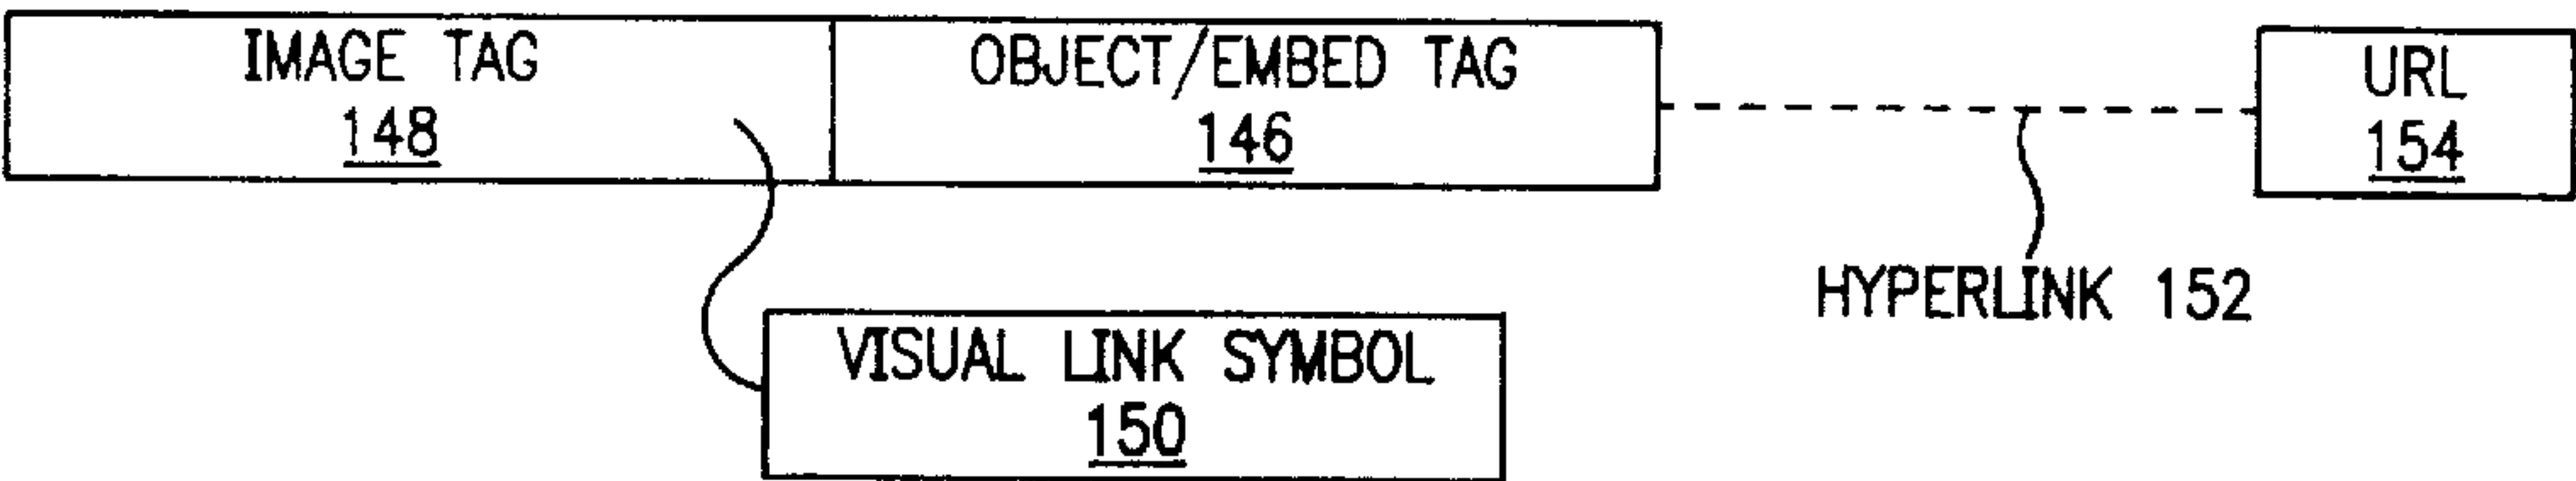 IMAGE TAG
148
OBJECT/EMBED TAG
146
URL
154
HYPERLINK 152
VISUAL LINK SYMBOL
150